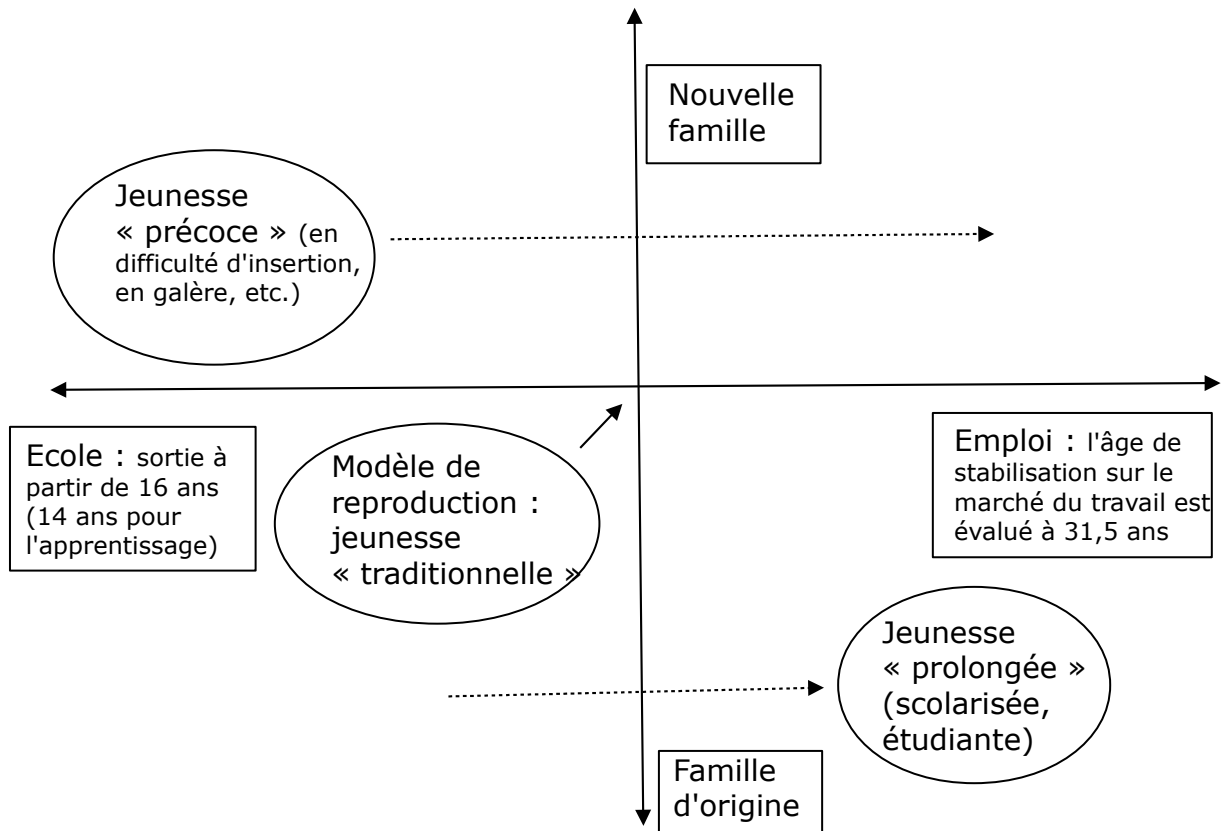 Nouvelle
famille
Jeunesse
« précoce » (en
difficulté d'insertion,
en galère, etc.)
Ecole : sortie à
partir de 16 ans
(14 ans pour
l'apprentissage)
Modèle de
reproduction :
jeunesse
« traditionnelle »
Emploi : l'âge de
stabilisation sur le
marché du travail est
évalué à 31,5 ans
Jeunesse
« prolongée »
(scolarisée,
étudiante)
Famille
d'origine